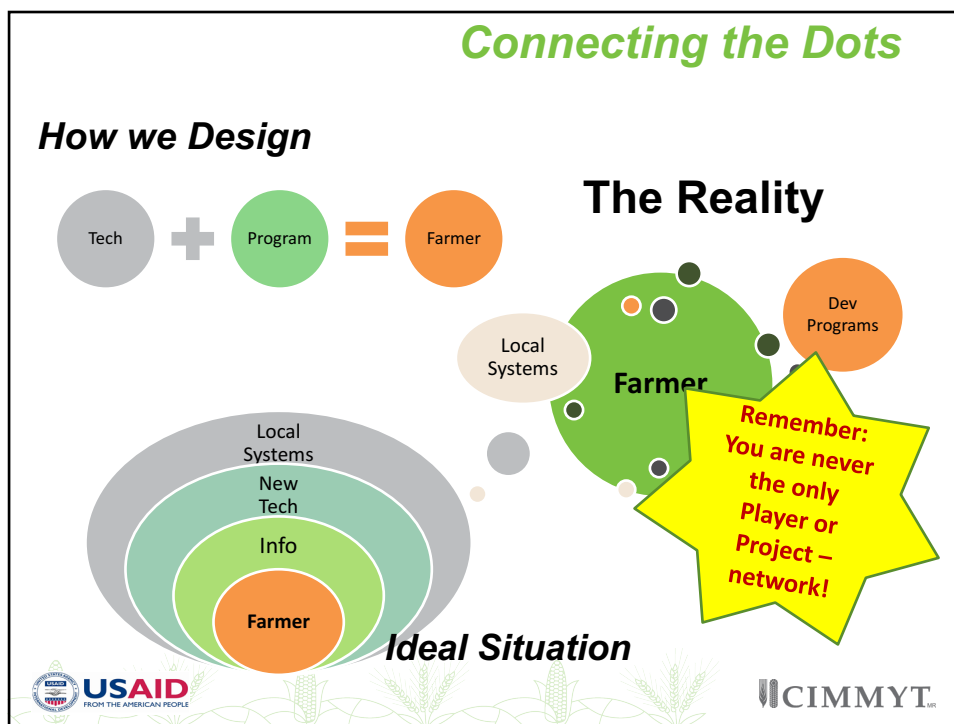 Connecting the Dots
How we Design
Tech
Program
Farmer
The Reality
Local
Systems
Farmer
Dev
Programs
Remember:
You are never
the only
Player or
Project –
network!
Local
Systems
New
Tech
Info
Farmer
Ideal Situation
USAID
FROM THE AMERICAN PEOPLE
CIMMYT
MR